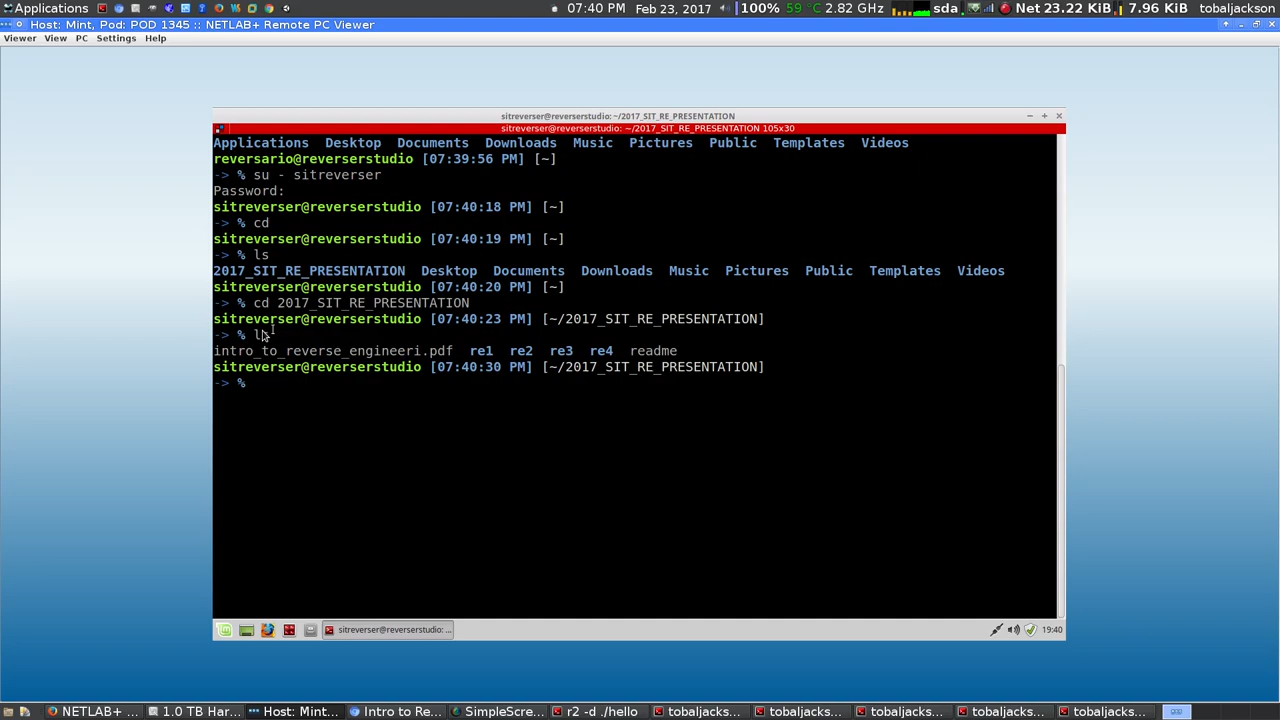 Applications 07:40 PM Feb 23, 2017 100% 59 °C 2.82 GHz sda Net 23.22 KiB 7.96 KiB tobaljackson
Host: Mint, Pod: POD 1345 :: NETLAB+ Remote PC Viewer
Viewer View PC Settings Help
sitreverser@reverserstudio: ~/2017_SIT_RE_PRESENTATION
sitreverser@reverserstudio: ~/2017_SIT_RE_PRESENTATION 105x30
Applications Desktop Documents Downloads Music Pictures Public Templates Videos
reversario@reverserstudio [07:39:56 PM] [~]
-> % su - sitreverser
Password:
sitreverser@reverserstudio [07:40:18 PM] [~]
-> % cd
sitreverser@reverserstudio [07:40:19 PM] [~]
-> % ls
2017_SIT_RE_PRESENTATION Desktop Documents Downloads Music Pictures Public Templates Videos
sitreverser@reverserstudio [07:40:20 PM] [~]
-> % cd 2017_SIT_RE_PRESENTATION
sitreverser@reverserstudio [07:40:23 PM] [~/2017_SIT_RE_PRESENTATION]
-> % ls
intro_to_reverse_engineeri.pdf re1 re2 re3 re4 readme
sitreverser@reverserstudio [07:40:30 PM] [~/2017_SIT_RE_PRESENTATION]
-> %
sitreverser@reverserstudio: ... 19:40
NETLAB+ ... 1.0 TB Har... Host: Mint... Intro to Re... SimpleScre... r2 -d ./hello tobaljacks... tobaljacks... tobaljacks... tobaljacks... tobaljacks...